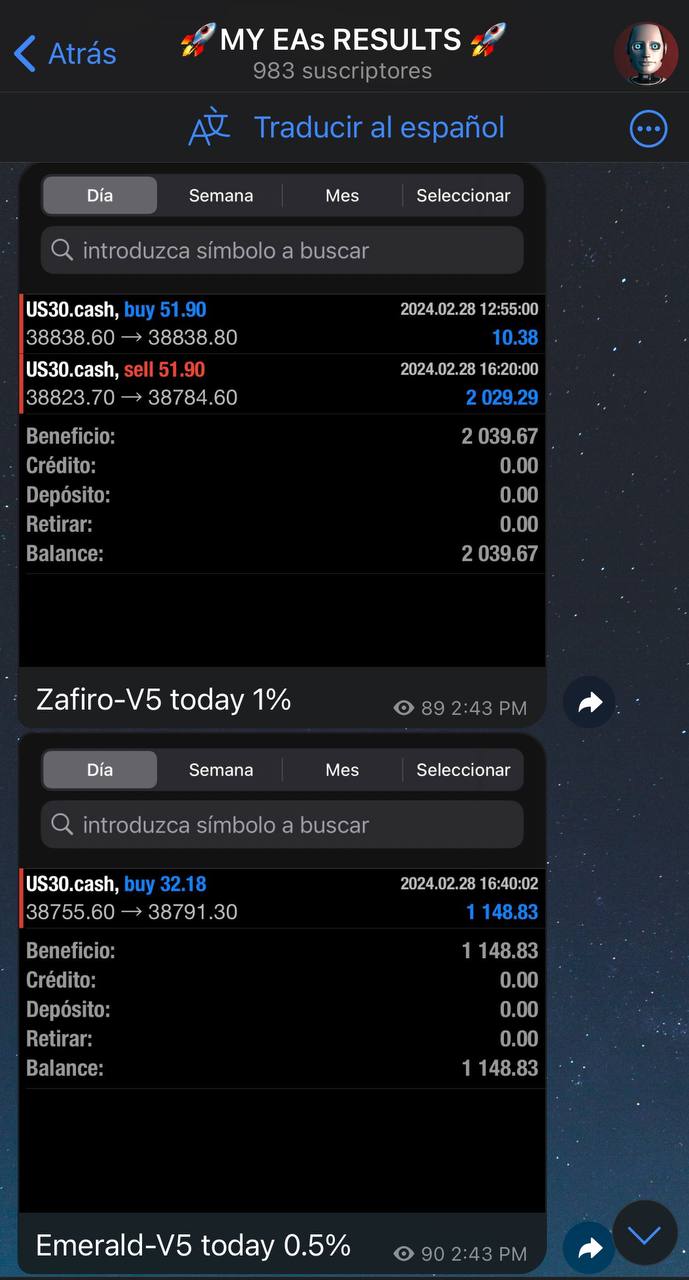 Atrás
🚀MY EAs RESULTS 🚀
983 suscriptores
Traducir al español
Día Semana Mes Seleccionar
introduzca símbolo a buscar
US30.cash, buy 51.90 2024.02.28 12:55:00
38838.60 → 38838.80 10.38
US30.cash, sell 51.90 2024.02.28 16:20:00
38823.70 → 38784.60 2 029.29
Beneficio: 2 039.67
Crédito: 0.00
Depósito: 0.00
Retirar: 0.00
Balance: 2 039.67
Zafiro-V5 today 1% 89 2:43 PM
Día Semana Mes Seleccionar
introduzca símbolo a buscar
US30.cash, buy 32.18 2024.02.28 16:40:02
38755.60 → 38791.30 1 148.83
Beneficio: 1 148.83
Crédito: 0.00
Depósito: 0.00
Retirar: 0.00
Balance: 1 148.83
Emerald-V5 today 0.5% 90 2:43 PM